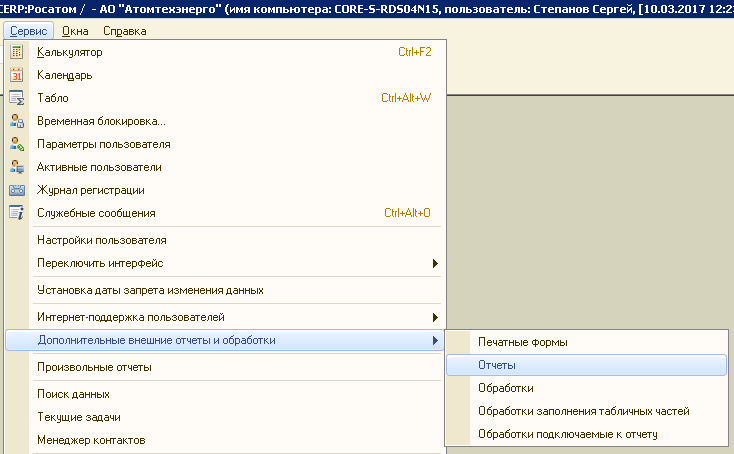 CERP:Росатом / - АО "Атомтехэнерго" (имя компьютера: CORE-S-RDS04N15, пользователь: Степанов Сергей, [10.03.2017 12:2
Сервис Окна Справка
Калькулятор Ctrl+F2
Календарь
Табло Ctrl+Alt+W
Временная блокировка...
Параметры пользователя
Активные пользователи
Журнал регистрации
Служебные сообщения Ctrl+Alt+O
Настройки пользователя
Переключить интерфейс
Установка даты запрета изменения данных
Интернет-поддержка пользователей
Дополнительные внешние отчеты и обработки
Печатные формы
Отчеты
Обработки
Обработки заполнения табличных частей
Обработки подключаемые к отчету
Произвольные отчеты
Поиск данных
Текущие задачи
Менеджер контактов